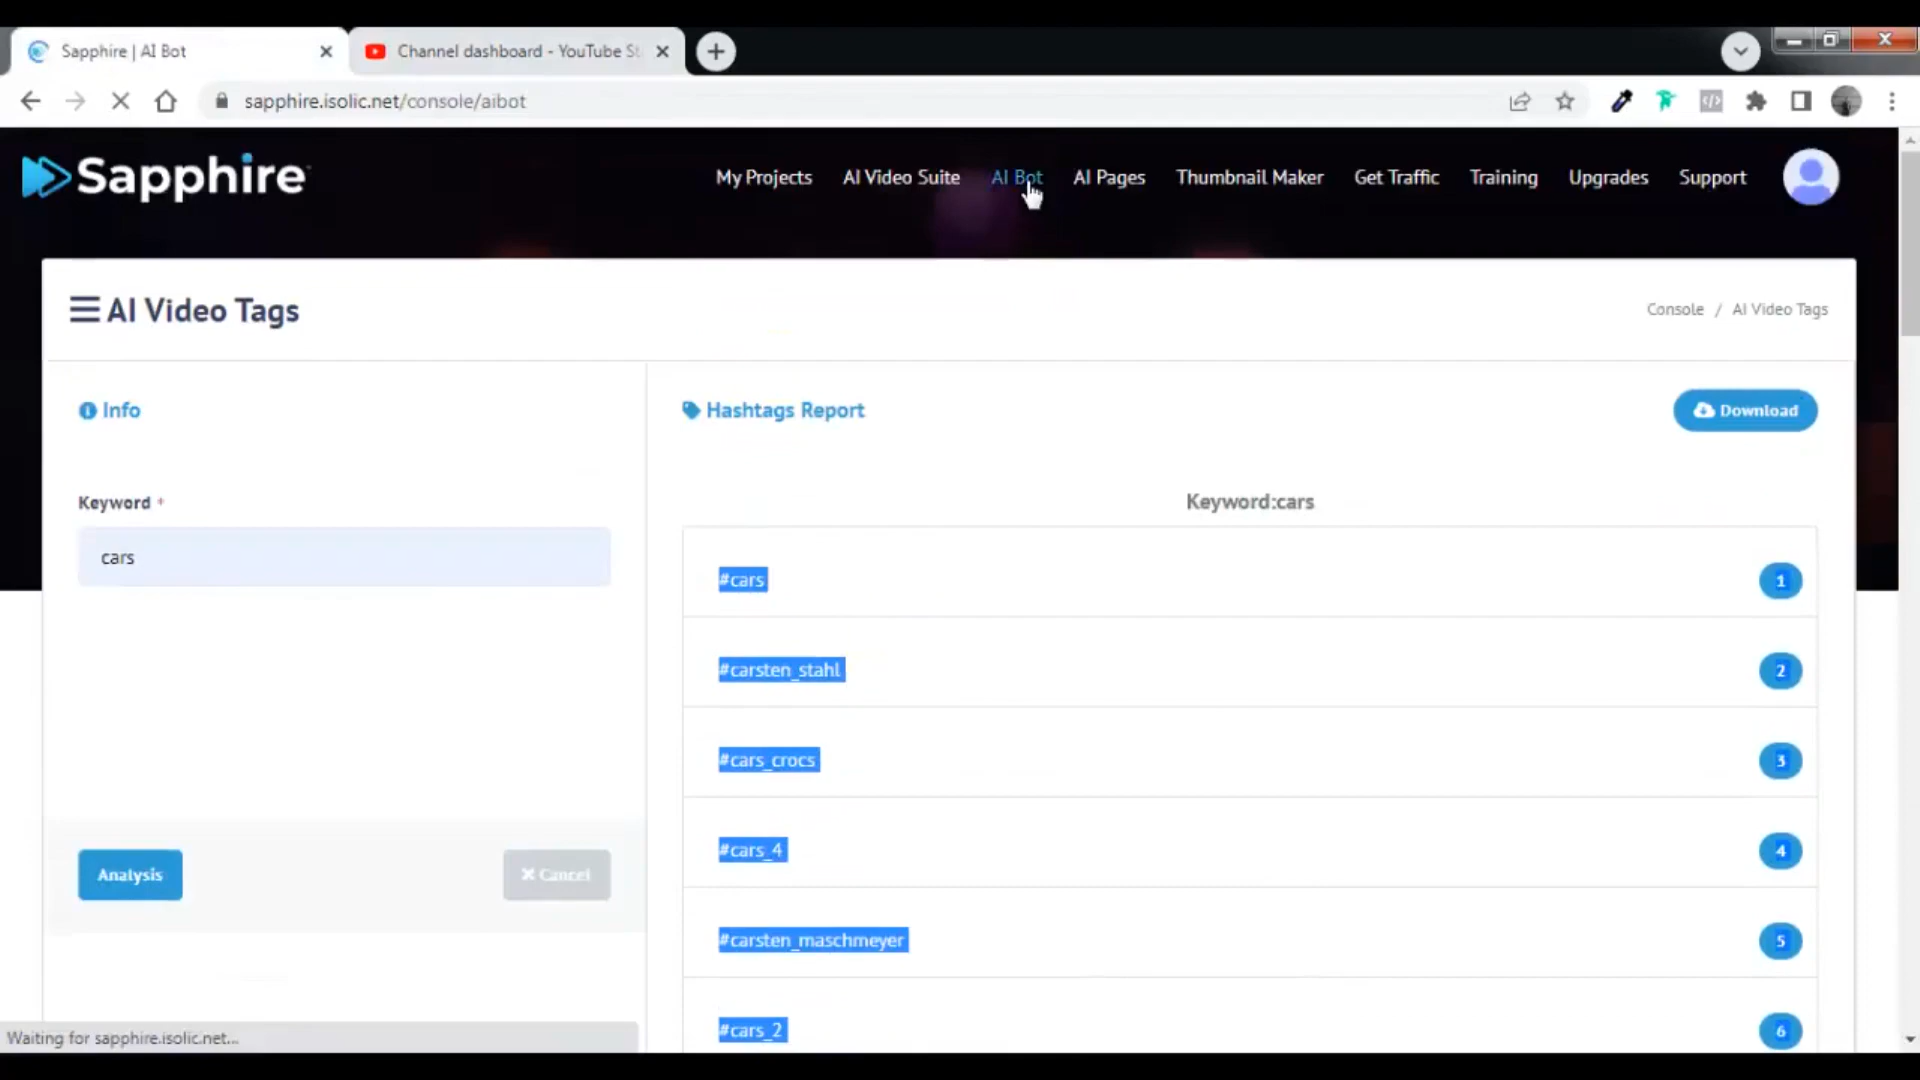 Sapphire | AI Bot
Channel dashboard - YouTube St
sapphire.isolic.net/console/aibot
Sapphire
My Projects AI Video Suite AI Bot AI Pages Thumbnail Maker Get Traffic Training Upgrades Support
AI Video Tags
Console / AI Video Tags
Info
Hashtags Report
Download
Keyword *
cars
Keyword:cars
#cars 1
#carsten_stahl 2
#cars_crocs 3
#cars_4 4
#carsten_maschmeyer 5
#cars_2 6
Analysis
Cancel
Waiting for sapphire.isolic.net...